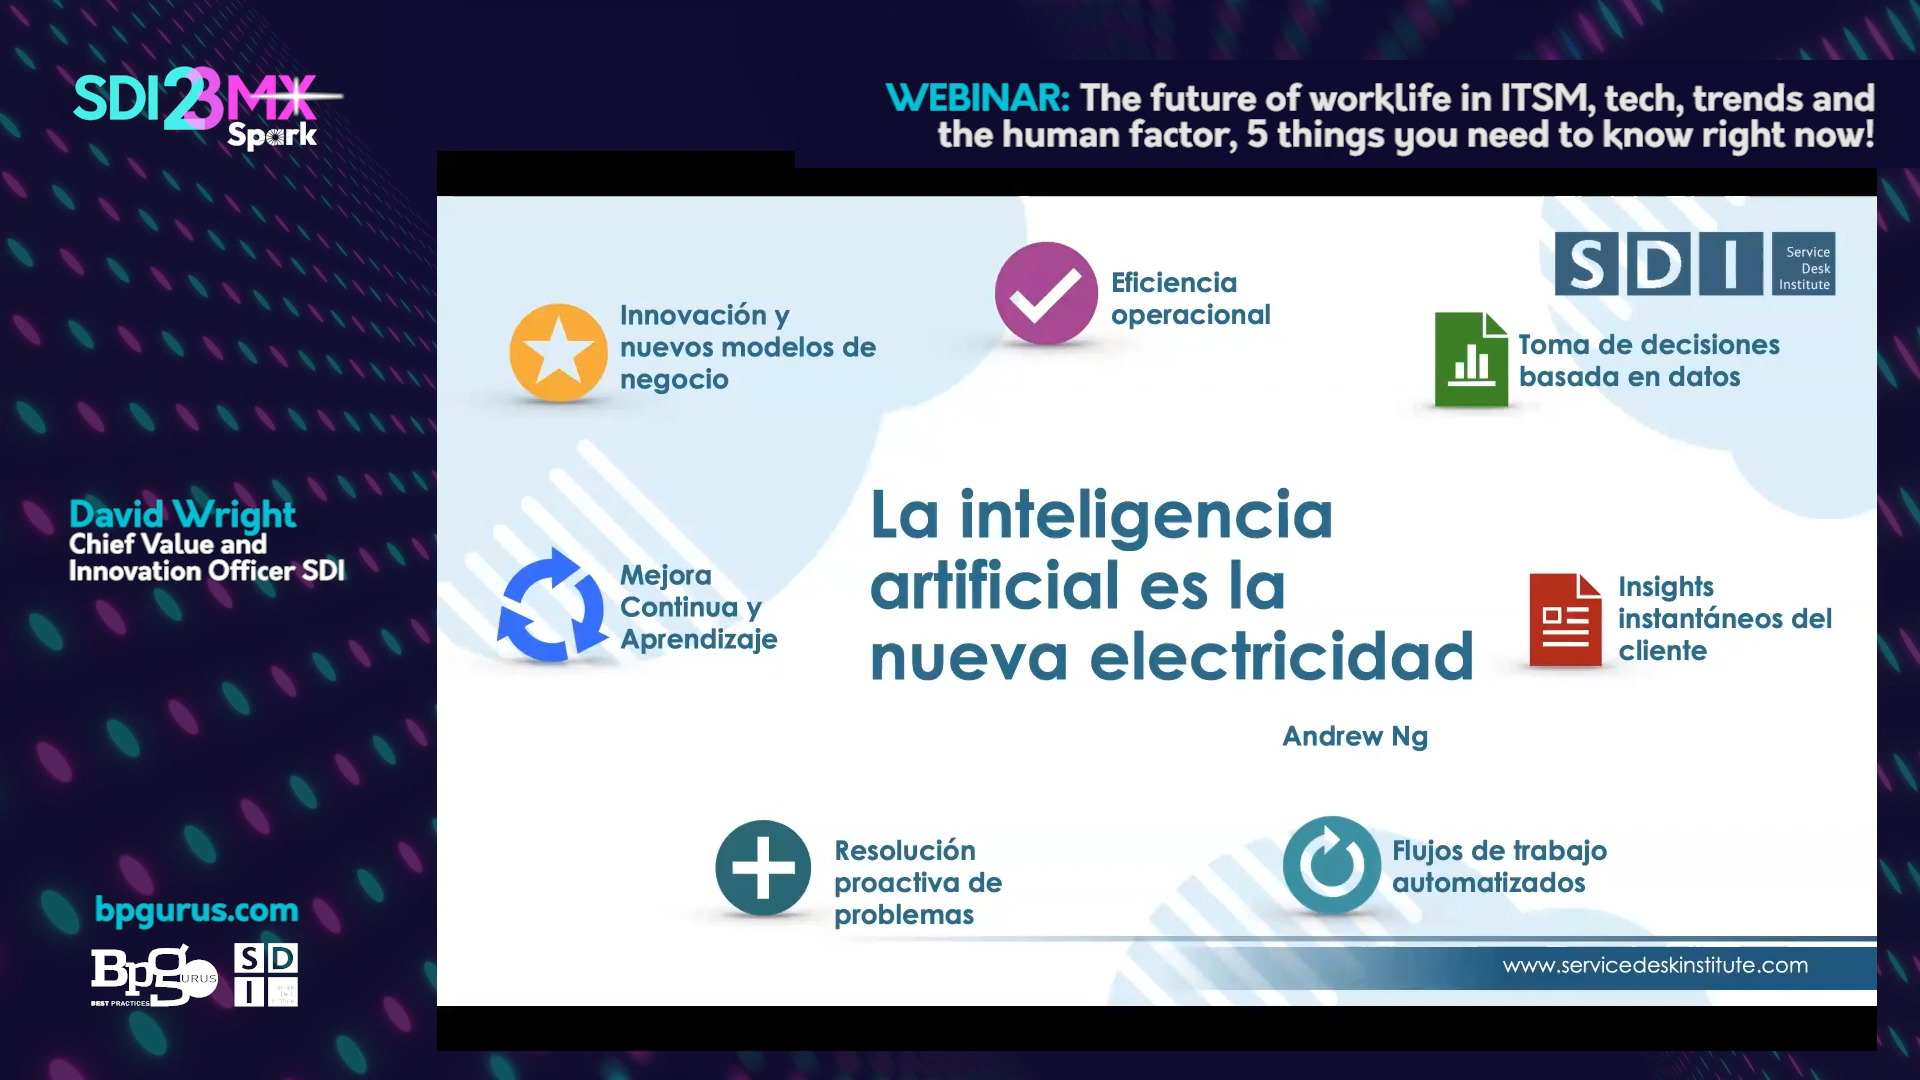 SDI23MX
Spark
WEBINAR: The future of worklife in ITSM, tech, trends and
the human factor, 5 things you need to know right now!
SDI
Service
Desk
Institute
Innovación y
nuevos modelos de
negocio
Eficiencia
operacional
Toma de decisiones
basada en datos
David Wright
Chief Value and
Innovation Officer SDI
Mejora
Continua y
Aprendizaje
La inteligencia
artificial es la
nueva electricidad
Andrew Ng
Insights
instantáneos del
cliente
Resolución
proactiva de
problemas
Flujos de trabajo
automatizados
www.servicedeskinstitute.com
bpgurus.com
BpGURUS
BEST PRACTICES
SD
I